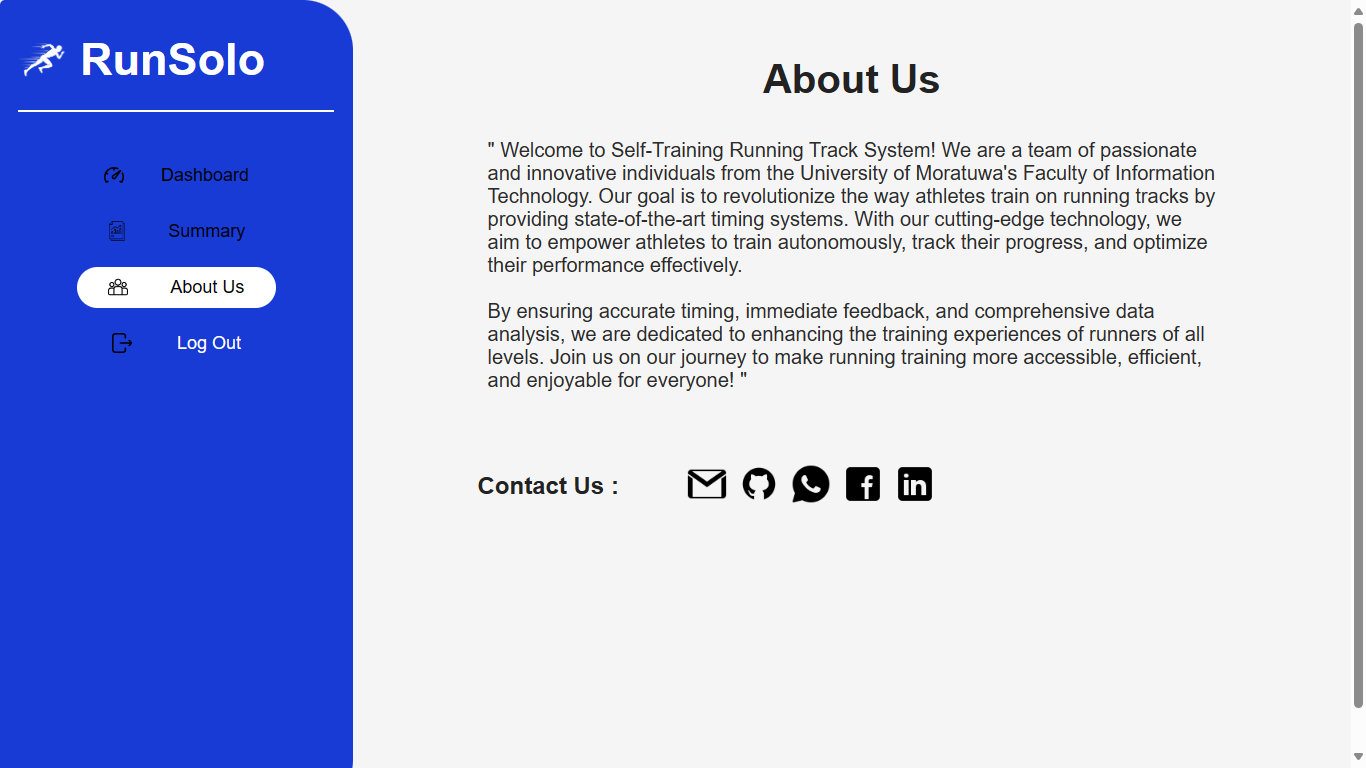 RunSolo
Dashboard
Summary
About Us
Log Out
About Us
" Welcome to Self-Training Running Track System! We are a team of passionate
and innovative individuals from the University of Moratuwa's Faculty of Information
Technology. Our goal is to revolutionize the way athletes train on running tracks by
providing state-of-the-art timing systems. With our cutting-edge technology, we
aim to empower athletes to train autonomously, track their progress, and optimize
their performance effectively.
By ensuring accurate timing, immediate feedback, and comprehensive data
analysis, we are dedicated to enhancing the training experiences of runners of all
levels. Join us on our journey to make running training more accessible, efficient,
and enjoyable for everyone! "
Contact Us :